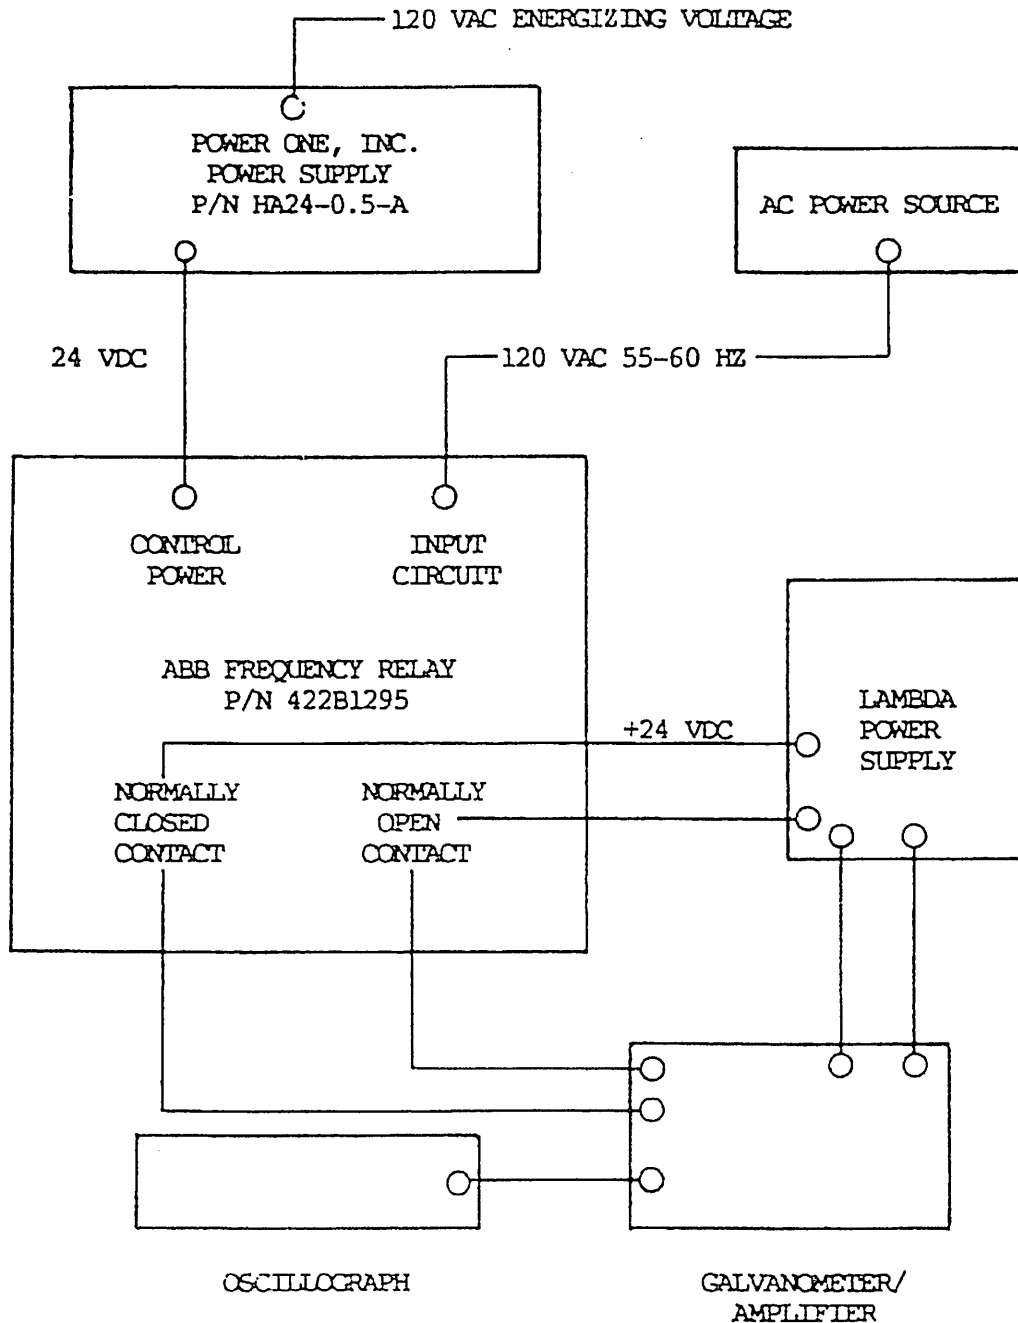 120 VAC ENERGIZING VOLTAGE
POWER ONE, INC.
POWER SUPPLY
P/N HA24-0.5-A
AC POWER SOURCE
24 VDC
120 VAC 55-60 HZ
CONTROL
POWER
INPUT
CIRCUIT
ABB FREQUENCY RELAY
P/N 422B1295
+24 VDC
LAMBDA
POWER
SUPPLY
NORMALLY
CLOSED
CONTACT
NORMALLY
OPEN
CONTACT
OSCILLOGRAPH
GALVANOMETER/
AMPLIFIER